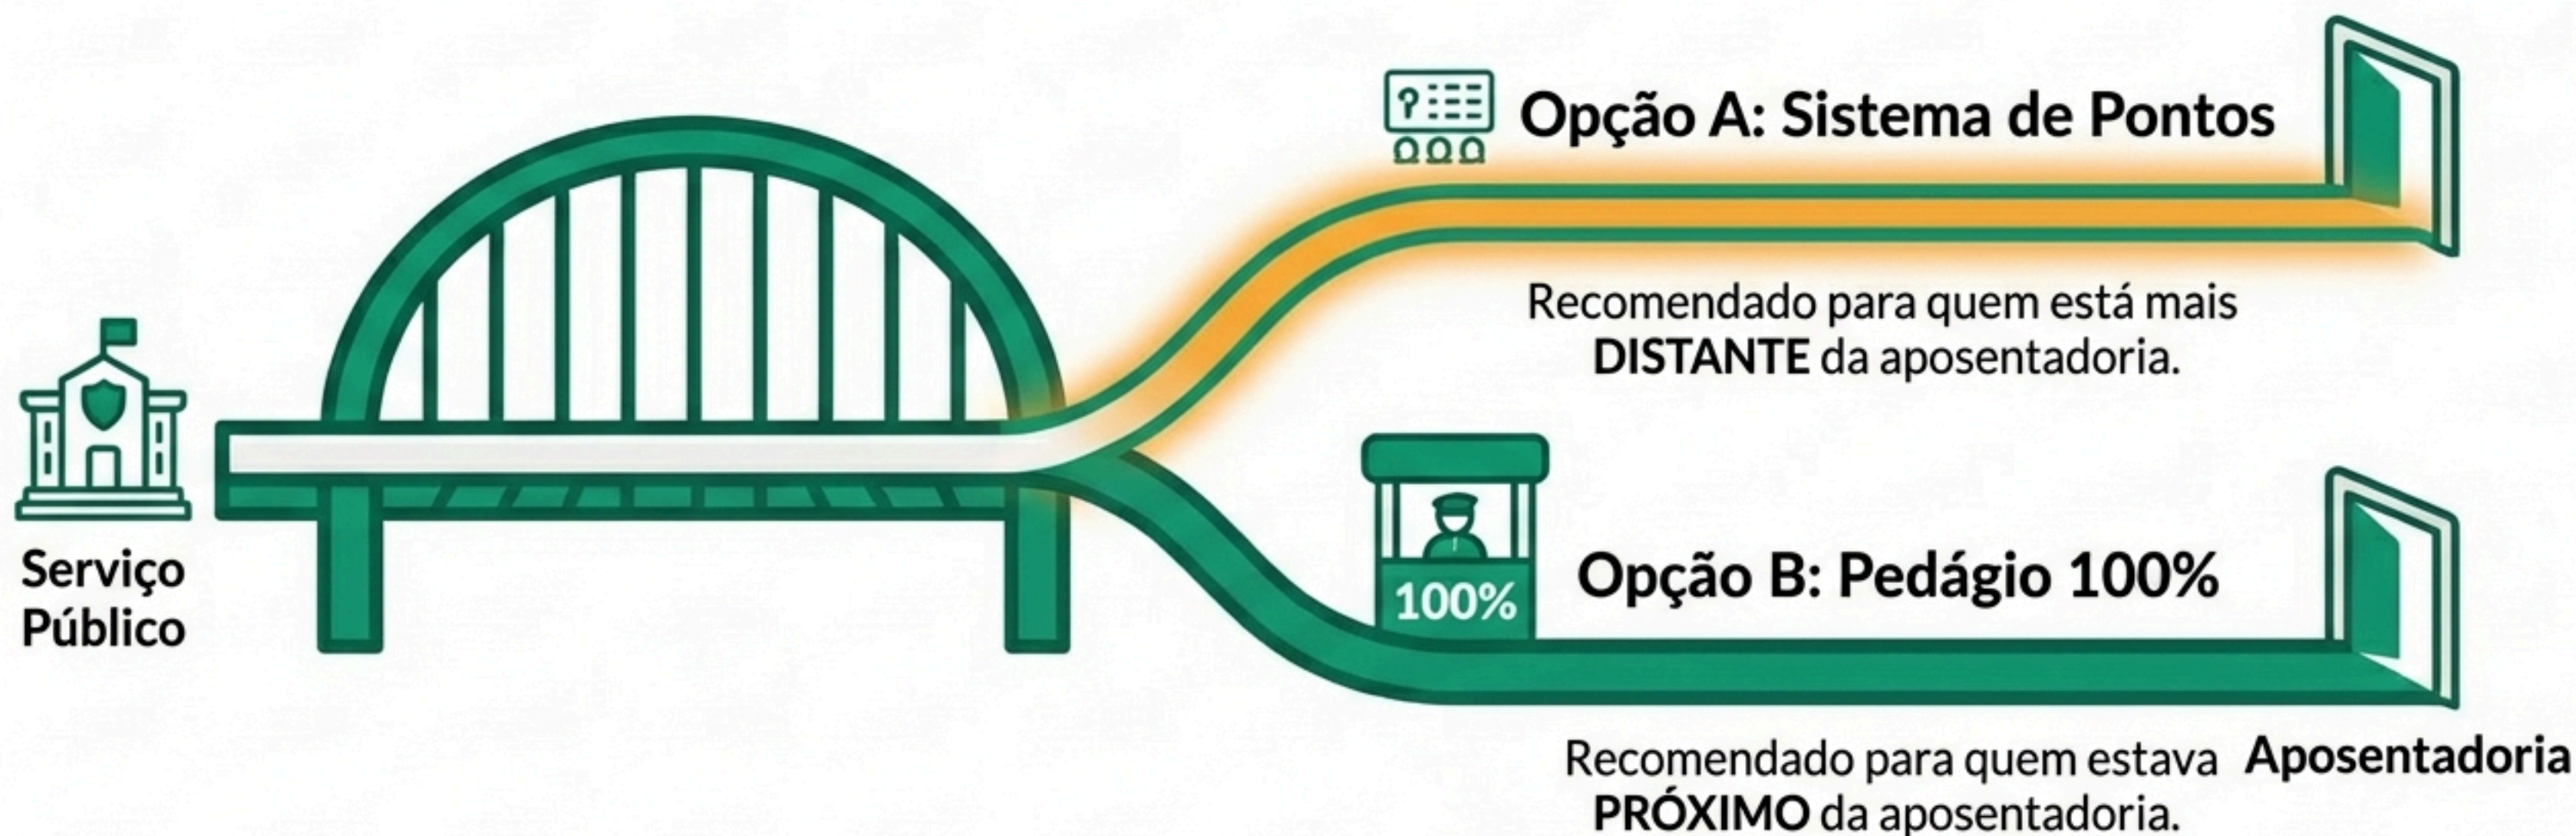 Opção A: Sistema de Pontos
Recomendado para quem está mais
DISTANTE da aposentadoria.
Serviço
Público
100%
Opção B: Pedágio 100%
Recomendado para quem estava
PRÓXIMO da aposentadoria.
Aposentadoria